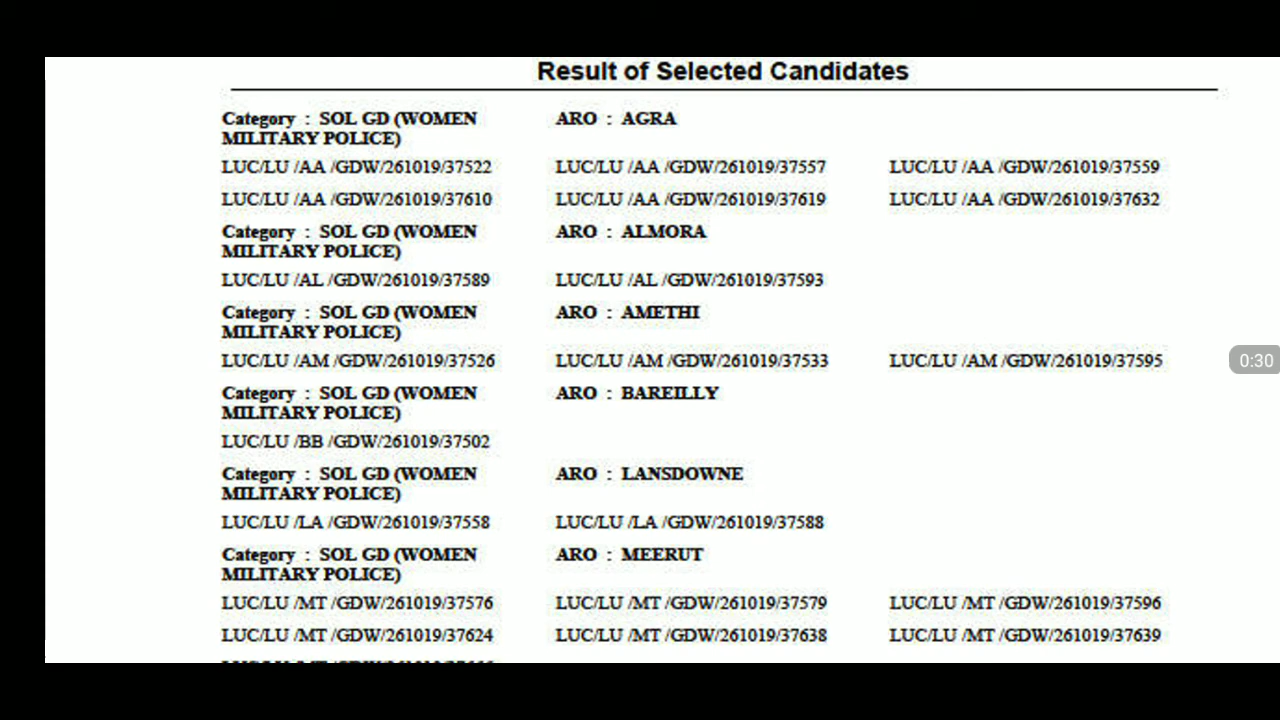 Result of Selected Candidates
Category : SOL GD (WOMEN MILITARY POLICE) ARO : AGRA
LUC/LU /AA /GDW/261019/37522 LUC/LU /AA /GDW/261019/37557 LUC/LU /AA /GDW/261019/37559
LUC/LU /AA /GDW/261019/37610 LUC/LU /AA /GDW/261019/37619 LUC/LU /AA /GDW/261019/37632
Category : SOL GD (WOMEN MILITARY POLICE) ARO : ALMORA
LUC/LU /AL /GDW/261019/37589 LUC/LU /AL /GDW/261019/37593
Category : SOL GD (WOMEN MILITARY POLICE) ARO : AMETHI
LUC/LU /AM /GDW/261019/37526 LUC/LU /AM /GDW/261019/37533 LUC/LU /AM /GDW/261019/37595
0:30
Category : SOL GD (WOMEN MILITARY POLICE) ARO : BAREILLY
LUC/LU /BB /GDW/261019/37502
Category : SOL GD (WOMEN MILITARY POLICE) ARO : LANSDOWNE
LUC/LU /LA /GDW/261019/37558 LUC/LU /LA /GDW/261019/37588
Category : SOL GD (WOMEN MILITARY POLICE) ARO : MEERUT
LUC/LU /MT /GDW/261019/37576 LUC/LU /MT /GDW/261019/37579 LUC/LU /MT /GDW/261019/37596
LUC/LU /MT /GDW/261019/37624 LUC/LU /MT /GDW/261019/37638 LUC/LU /MT /GDW/261019/37639